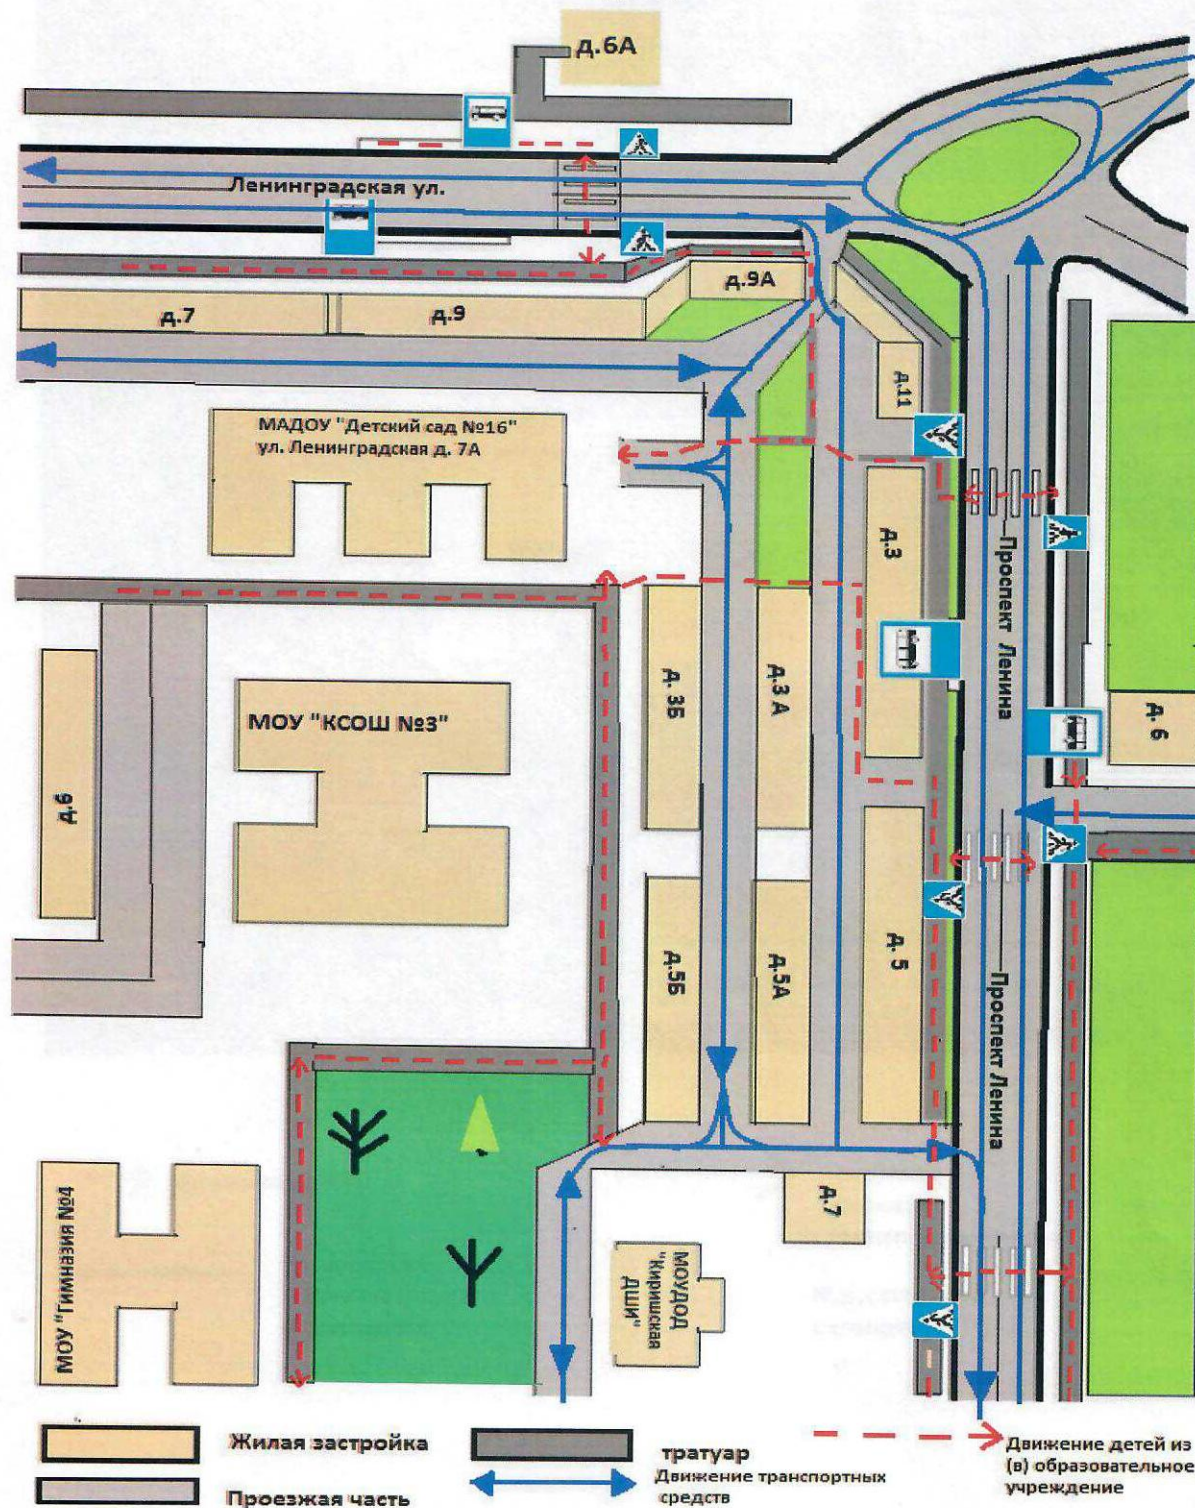 д.6А
Ленинградская ул.
д.9А
д.7
д.9
д.11
МАДОУ "Детский сад №16"
ул. Ленинградская д. 7А
д.3
Проспект Ленина
д. 3Б
д.3 А
МОУ "КСОШ №3"
д. 6
д.6
д.5Б
д.5А
д. 5
Проспект Ленина
д.7
МОУ "Гимназия №4
МОУДОД
"Киришская
ДШИ"
Жилая застройка
тратуар
Движение детей из
(в) образовательное
учреждение
Движение транспортных
средств
Проезжая часть